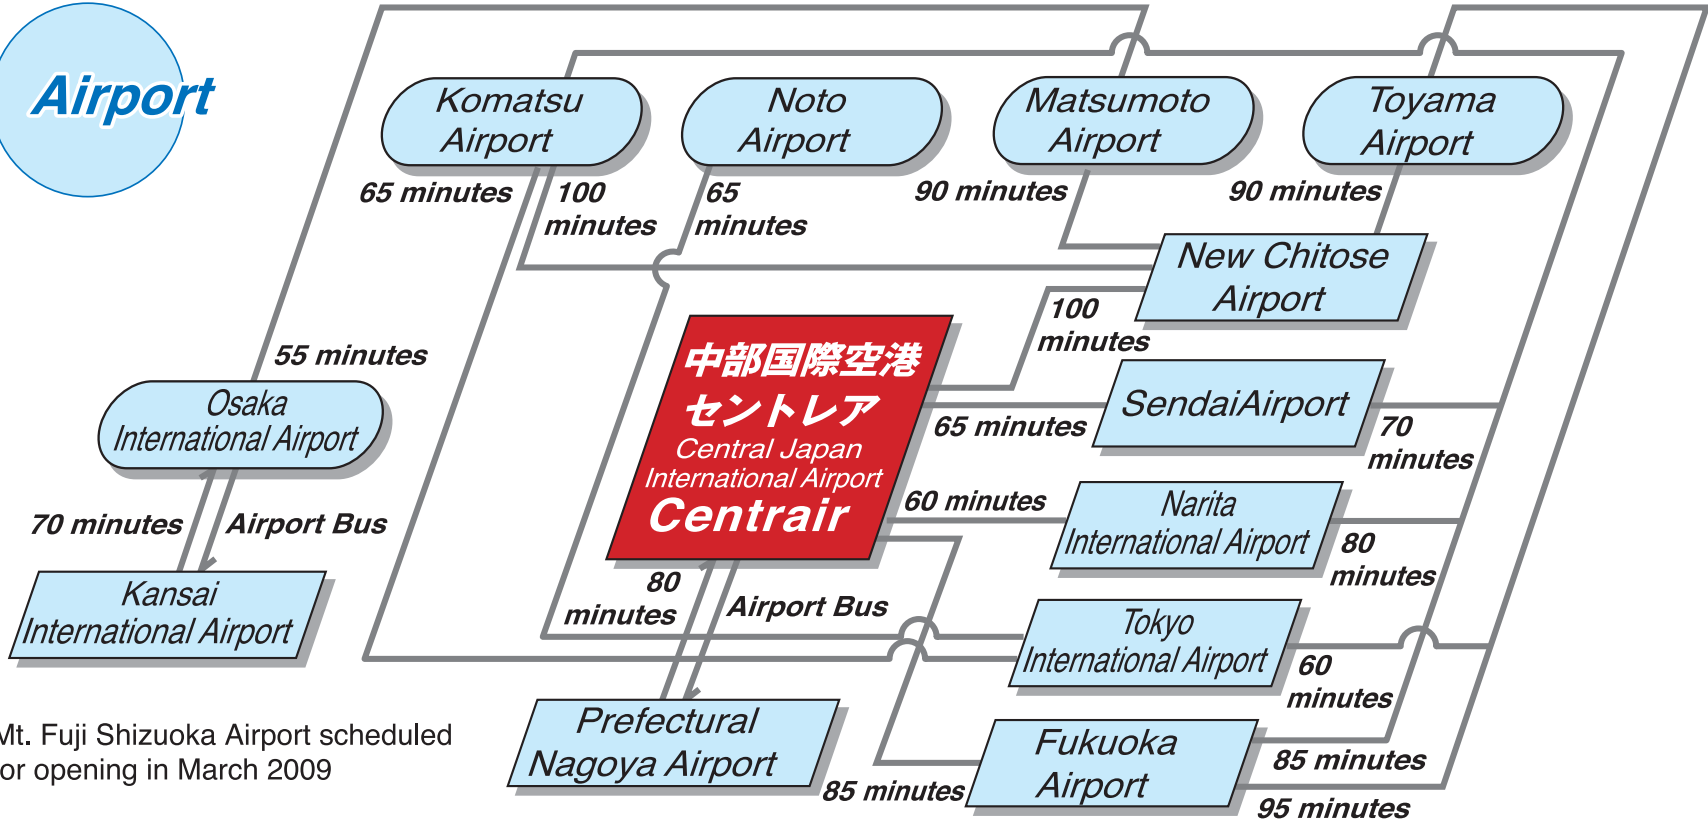 Airport
Komatsu
Airport
Noto
Airport
Matsumoto
Airport
Toyama
Airport
65 minutes
100
minutes
65
minutes
90 minutes
90 minutes
New Chitose
Airport
100
minutes
55 minutes
Osaka
International Airport
中部国際空港
セントレア
Central Japan
International Airport
Centrair
SendaiAirport
65 minutes
70
minutes
70 minutes
Airport Bus
60 minutes
Narita
International Airport
80
minutes
Kansai
International Airport
80
minutes
Airport Bus
Tokyo
International Airport
60
minutes
Prefectural
Nagoya Airport
Fukuoka
Airport
85 minutes
85 minutes
95 minutes
Mt. Fuji Shizuoka Airport scheduled
or opening in March 2009